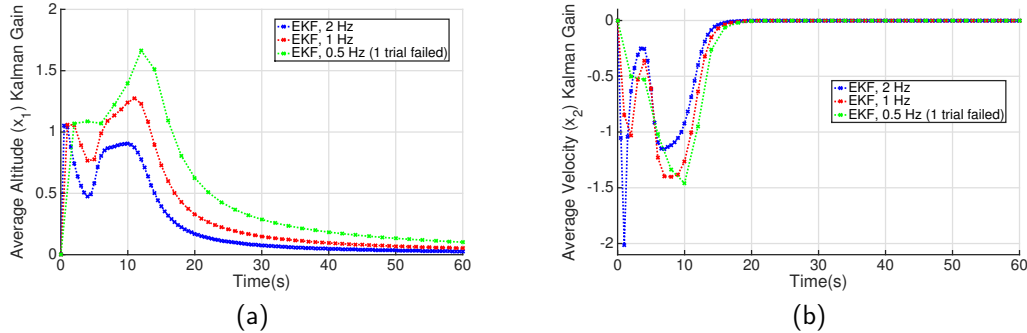 2
1.5
1
0.5
0
Average Altitude (x1) Kalman Gain
EKF, 2 Hz
EKF, 1 Hz
EKF, 0.5 Hz (1 trial failed)
0 10 20 30 40 50 60
Time(s)
(a)
0
-0.5
-1
-1.5
-2
Average Velocity (x2) Kalman Gain
EKF, 2 Hz
EKF, 1 Hz
EKF, 0.5 Hz (1 trial failed)
0 10 20 30 40 50 60
Time(s)
(b)